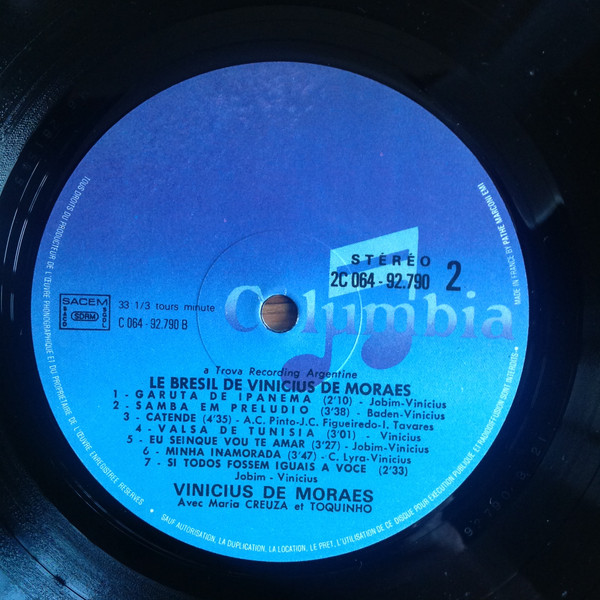 STÉRÉO
2C 064 - 92.790 2
Columbia
SACEM
SACD SDRM SGDL
33 1/3 tours minute
C 064 - 92.790 B
a Trova Recording Argentine
LE BRESIL DE VINICIUS DE MORAES
1 - GARUTA DE IPANEMA (2'10) - Jobim-Vinicius
2 - SAMBA EM PRELUDIO (3'38) - Baden-Vinicius
3 - CATENDE (4'35) - A.C. Pinto-J.C. Figueiredo-I. Tavares
4 - VALSA DE TUNISIA (3'01) - Vinicius
5 - EU SEINQUE VOU TE AMAR (3'27) - Jobim-Vinicius
6 - MINHA INAMORADA (3'47) - C. Lyra-Vinicius
7 - SI TODOS FOSSEM IGUAIS A VOCE (2'33)
Jobim - Vinicius
VINICIUS DE MORAES
Avec Maria CREUZA et TOQUINHO
TOUS DROITS DU PRODUCTEUR DE L'ŒUVRE PHONOGRAPHIQUE ET DU PROPRIETAIRE DE L'ŒUVRE ENREGISTREE RESERVES • SAUF AUTORISATION, LA DUPLICATION, LA LOCATION, LE PRET, L'UTILISATION DE CE DISQUE POUR EXECUTION PUBLIQUE ET RADIODIFFUSION SONT INTERDITS •
MADE IN FRANCE BY PATHE MARCONI EMI